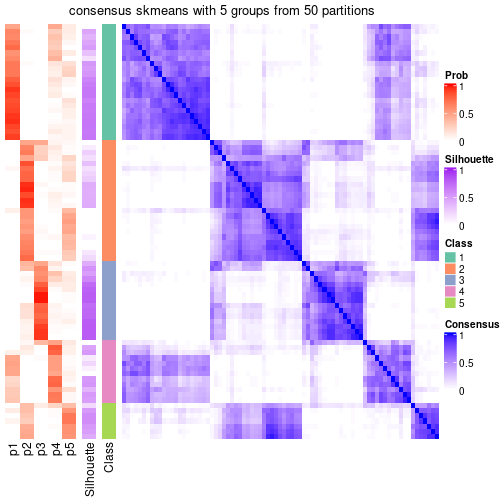 consensus skmeans with 5 groups from 50 partitions
p1
p2
p3
p4
p5
Silhouette
Class
Prob
1
0.5
0
Silhouette
1
0.5
0
Class
1
2
3
4
5
Consensus
1
0.5
0